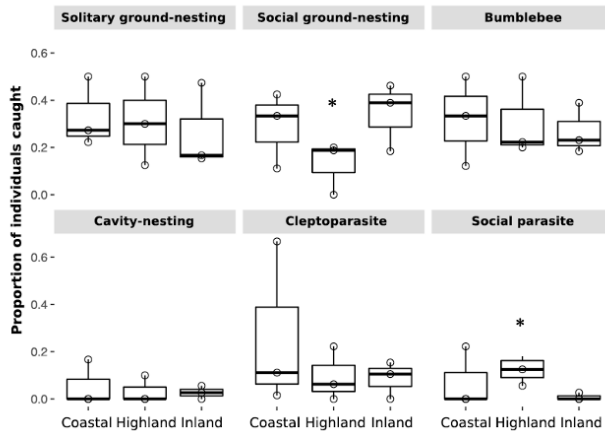 Solitary ground-nesting Social ground-nesting Bumblebee
0.6
0.4
*
0.2
0.0
Proportion of individuals caught
Cavity-nesting Cleptoparasite Social parasite
0.6
0.4
*
0.2
0.0
Coastal Highland Inland Coastal Highland Inland Coastal Highland Inland